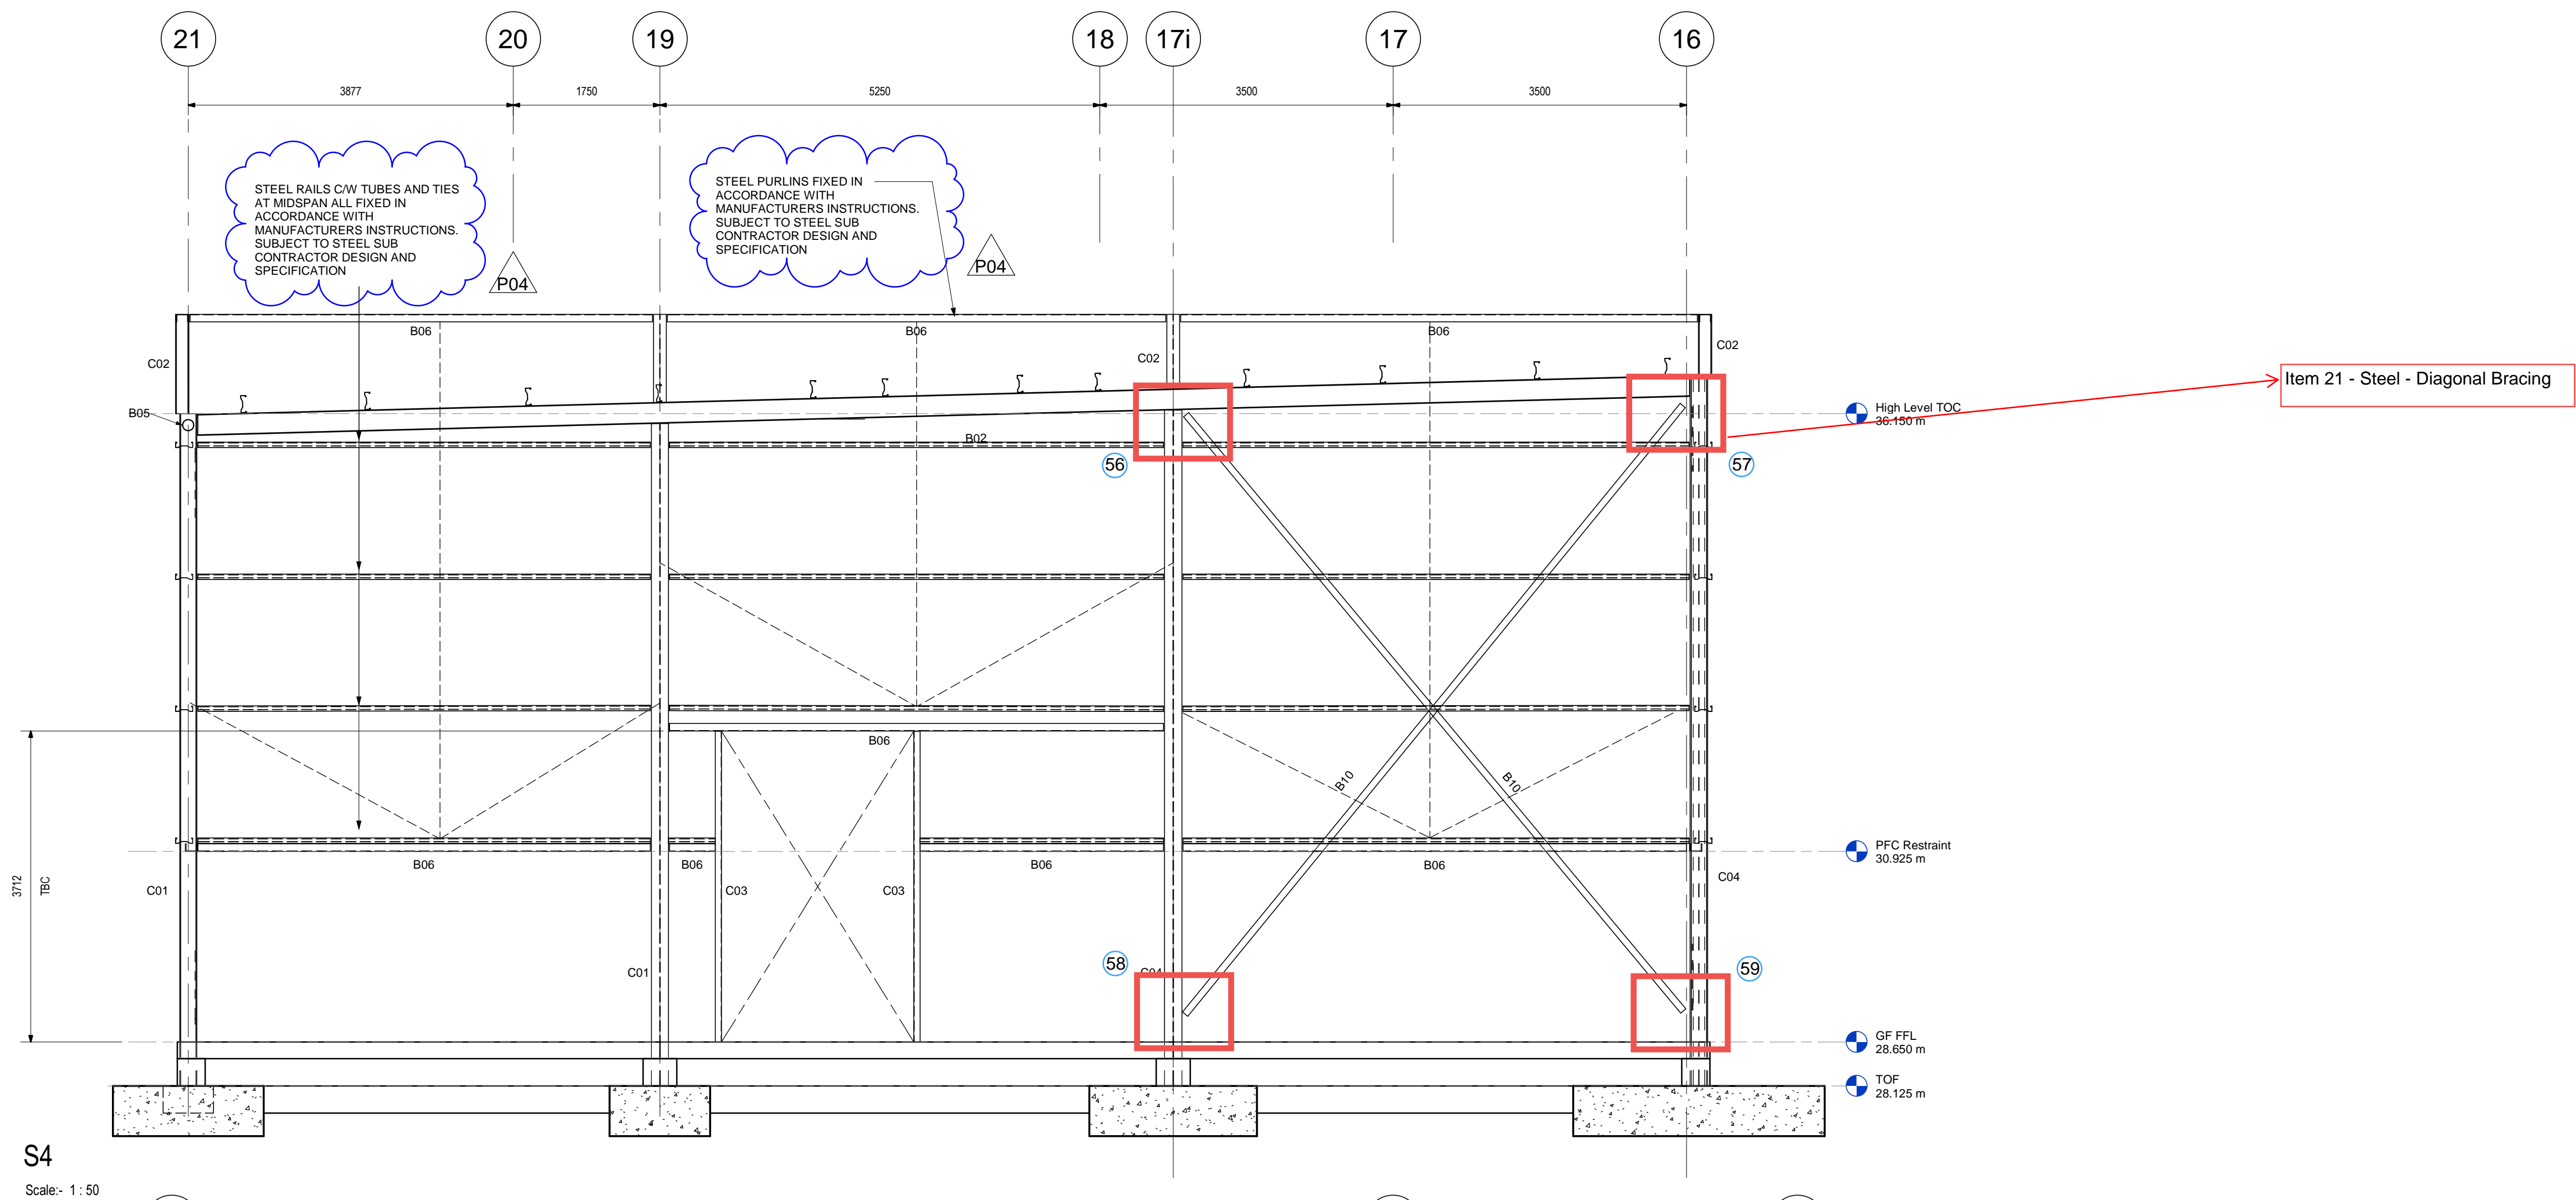 21
20
19
18
17i
17
16
3877
1750
5250
3500
3500
STEEL RAILS C/W TUBES AND TIES
AT MIDSPAN ALL FIXED IN
ACCORDANCE WITH
MANUFACTURERS INSTRUCTIONS.
SUBJECT TO STEEL SUB
CONTRACTOR DESIGN AND
SPECIFICATION
P04
STEEL PURLINS FIXED IN
ACCORDANCE WITH
MANUFACTURERS INSTRUCTIONS.
SUBJECT TO STEEL SUB
CONTRACTOR DESIGN AND
SPECIFICATION
P04
B06
B06
B06
C02
C02
C02
Item 21 - Steel - Diagonal Bracing
B05
High Level TOC
36.150 m
B02
56
57
B06
B10
B10
PFC Restraint
30.925 m
B06
B06
B06
B06
3712
TBC
C01
C03
C03
C04
C01
58
C04
59
GF FFL
28.650 m
TOF
28.125 m
S4
Scale:- 1 : 50